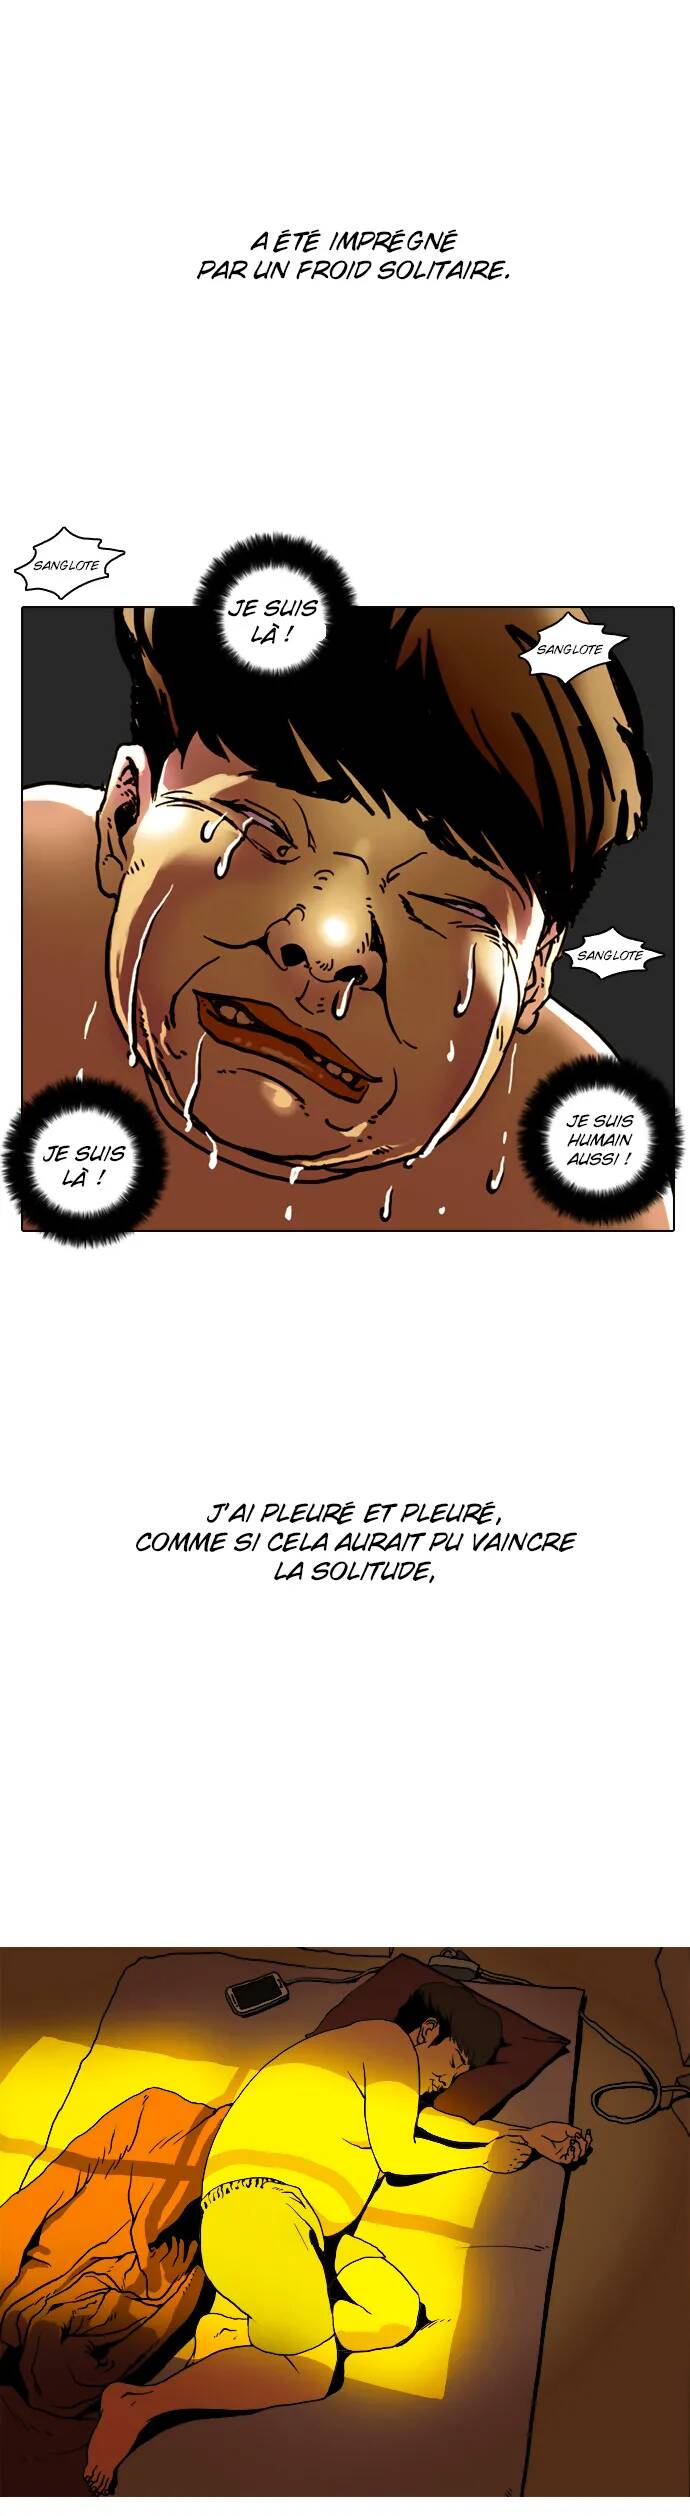 A ÉTÉ IMPRÉGNÉ
PAR UN FROID SOLITAIRE.
SANGLOTE
JE SUIS
LÀ !
SANGLOTE
SANGLOTE
JE SUIS
LÀ !
JE SUIS
HUMAIN
AUSSI !
J'AI PLEURÉ ET PLEURÉ,
COMME SI CELA AURAIT PU VAINCRE
LA SOLITUDE,